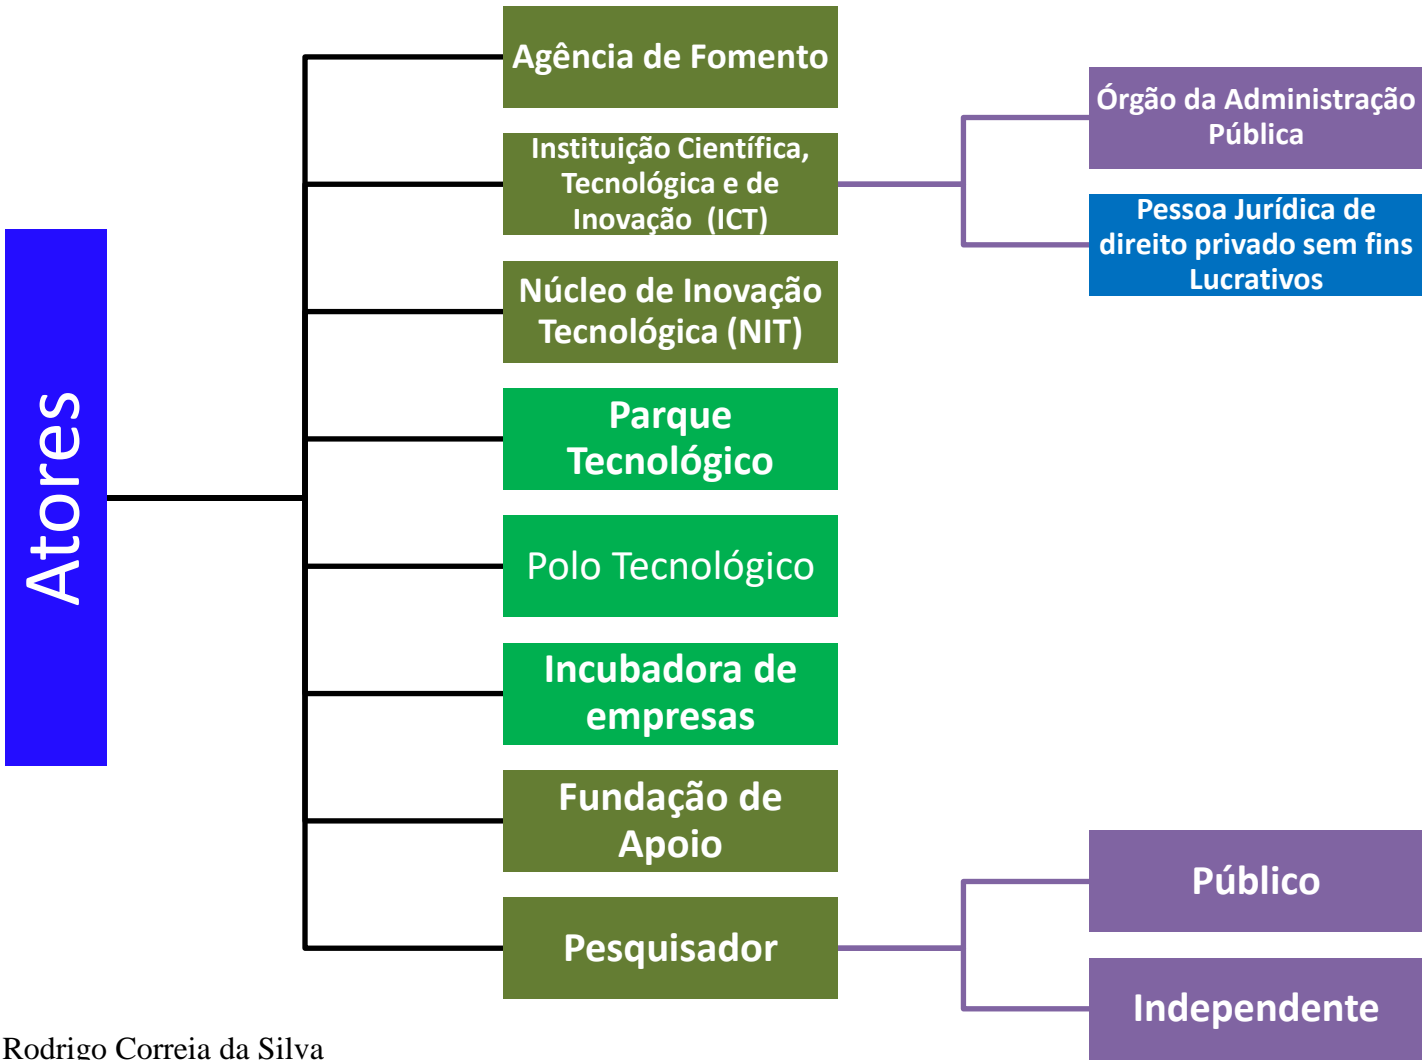 Atores
Agência de Fomento
Instituição Científica,
Tecnológica e de
Inovação (ICT)
Órgão da Administração
Pública
Pessoa Jurídica de
direito privado sem fins
Lucrativos
Núcleo de Inovação
Tecnológica (NIT)
Parque
Tecnológico
Polo Tecnológico
Incubadora de
empresas
Fundação de
Apoio
Pesquisador
Público
Independente
Rodrigo Correia da Silva